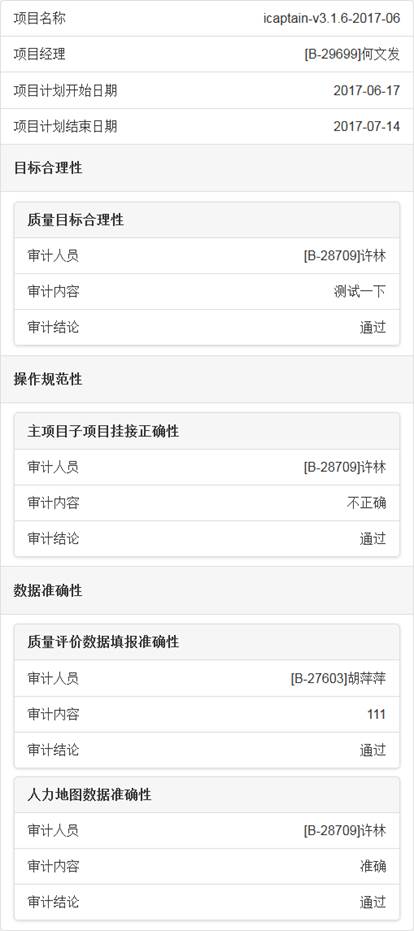 项目名称 icaptain-v3.1.6-2017-06
项目经理 [B-29699]何文发
项目计划开始日期 2017-06-17
项目计划结束日期 2017-07-14
目标合理性
质量目标合理性
审计人员 [B-28709]许林
审计内容 测试一下
审计结论 通过
操作规范性
主项目子项目挂接正确性
审计人员 [B-28709]许林
审计内容 不正确
审计结论 通过
数据准确性
质量评价数据填报准确性
审计人员 [B-27603]胡萍萍
审计内容 111
审计结论 通过
人力地图数据准确性
审计人员 [B-28709]许林
审计内容 准确
审计结论 通过